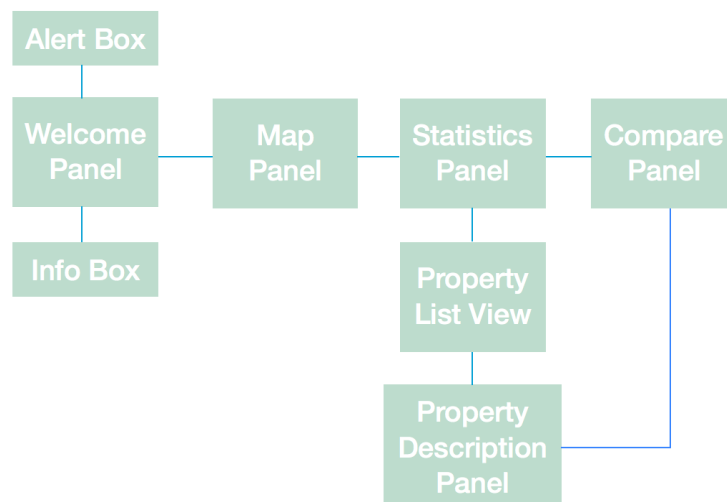 Alert Box
Welcome
Panel
Map
Panel
Statistics
Panel
Compare
Panel
Info Box
Property
List View
Property
Description
Panel